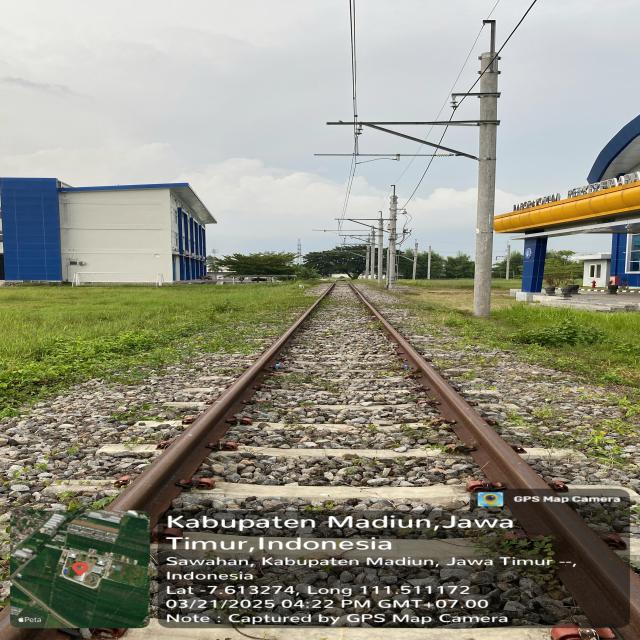 GPS Map Camera
Kabupaten Madiun,Jawa
Timur,Indonesia
Sawahan, Kabupaten Madiun, Jawa Timur --,
Indonesia
Lat -7.613274, Long 111.511172
03/21/2025 04:22 PM GMT+07.00
Note : Captured by GPS Map Camera
Peta